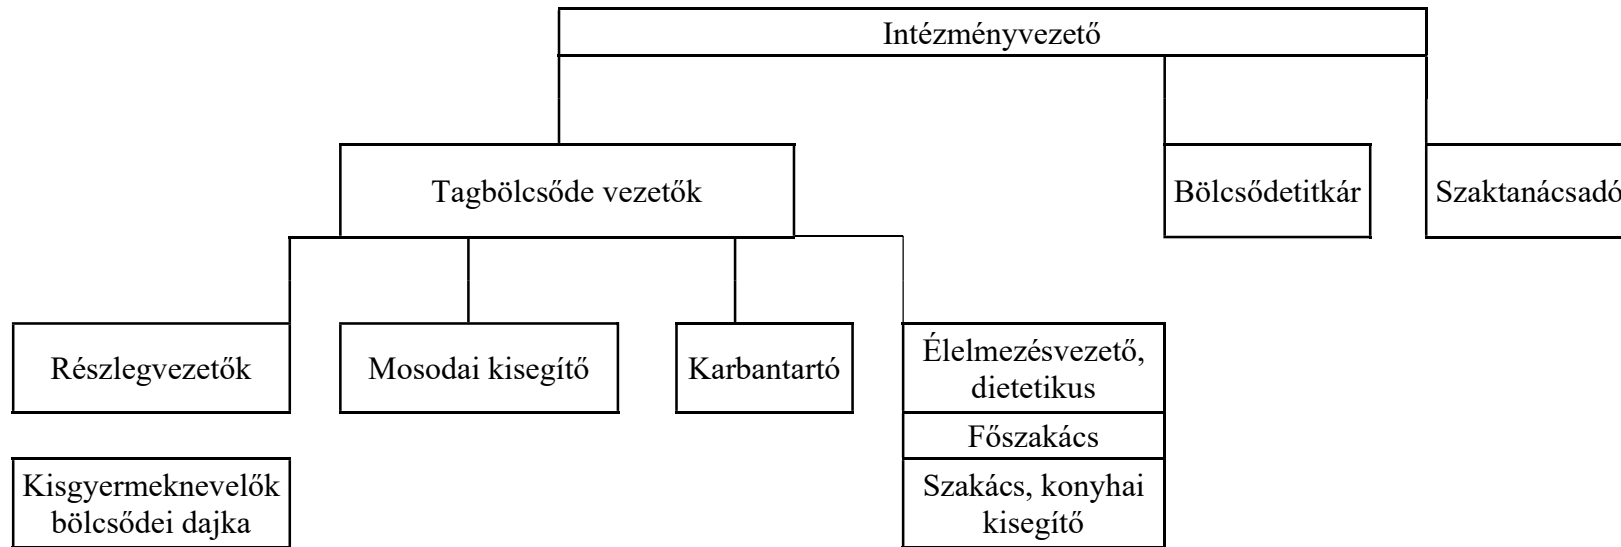 Intézményvezető
Tagbölcsőde vezetők
Bölcsődetitkár
Szaktanácsadó
Részlegvezetők
Mosodai kisegítő
Karbantartó
Élelmezésvezető,
dietetikus
Főszakács
Kisgyermeknevelők
bölcsődei dajka
Szakács, konyhai
kisegítő